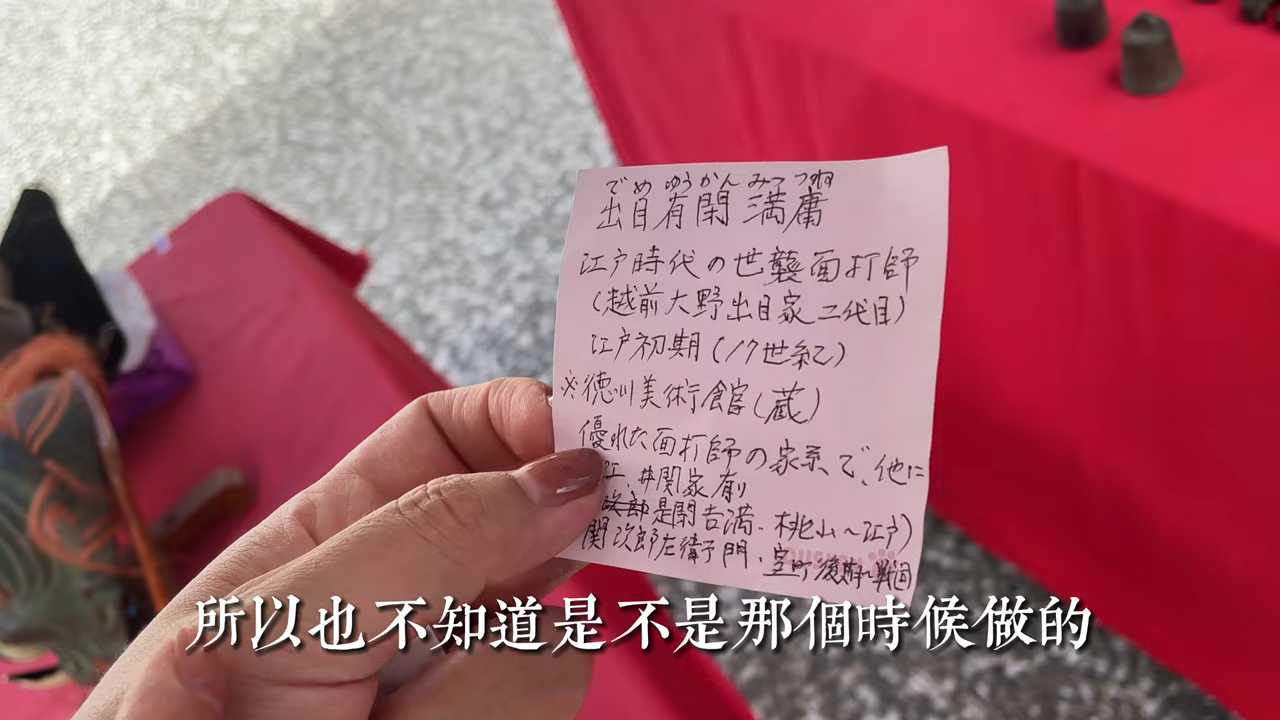 でめ ゆうかん みつつね
出目有閑 満庸
江戸時代の世襲面打師
(越前大野出目家二代目)
江戸初期(17世紀)
※徳川美術館(蔵)
優れた面打師の家系で、他に
江、井関家有り
次郎 是閑吉満、桃山〜江戸)
関次郎左衛門、室町後期〜戦国
所以也不知道是不是那個時候做的